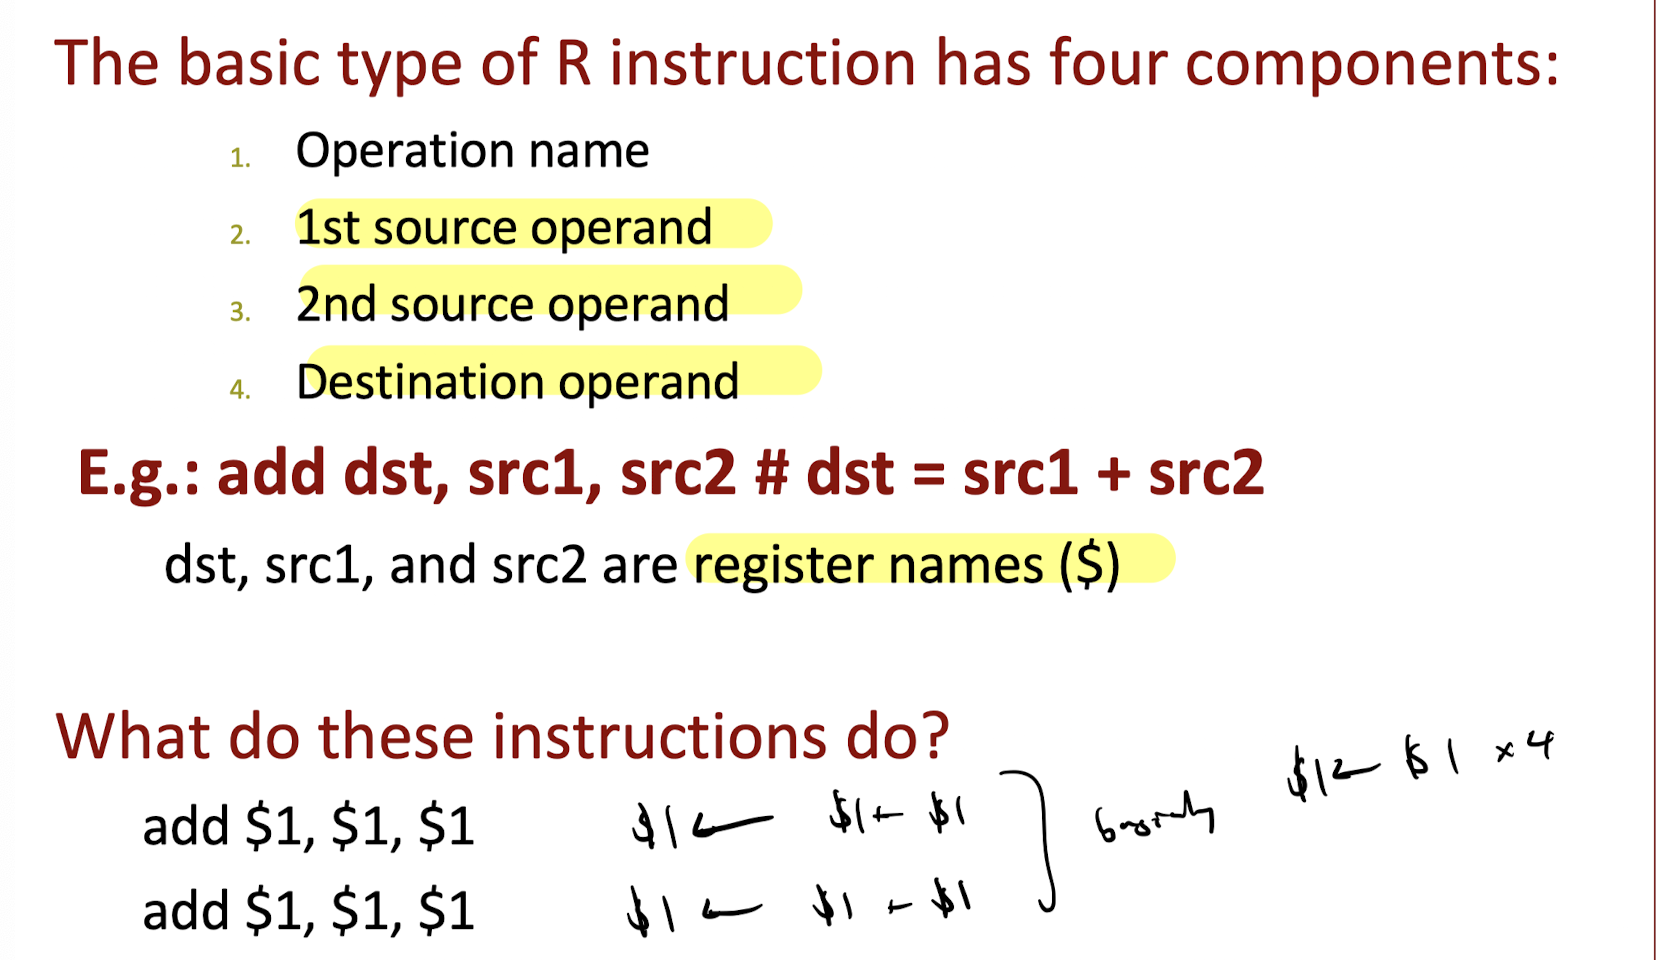 The basic type of R instruction has four components:
1. Operation name
2. 1st source operand
3. 2nd source operand
4. Destination operand
E.g.: add dst, src1, src2 # dst = src1 + src2
dst, src1, and src2 are register names ($)
What do these instructions do?
$1 ← $1 × 4
add $1, $1, $1 $1 ← $1 + $1
add $1, $1, $1 $1 ← $1 + $1